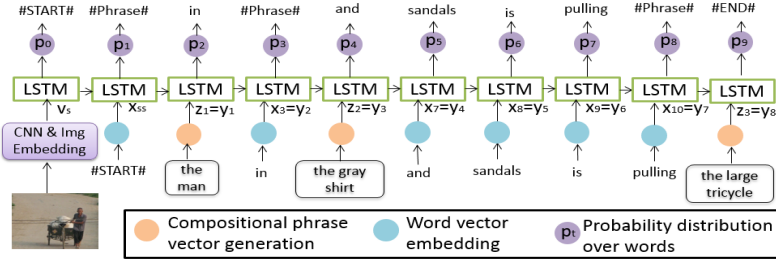 #START# #Phrase# in #Phrase# and sandals is pulling #Phrase# #END#
p0 p1 p2 p3 p4 p5 p6 p7 p8 p9
LSTM LSTM LSTM LSTM LSTM LSTM LSTM LSTM LSTM LSTM
vs xss z1=y1 x3=y2 z2=y3 x7=y4 x8=y5 x9=y6 x10=y7 z3=y8
CNN & Img
Embedding
#START#
the
man
in
the gray
shirt
and
sandals
is
pulling
the large
tricycle
Compositional phrase
vector generation
Word vector
embedding
pt
Probability distribution
over words